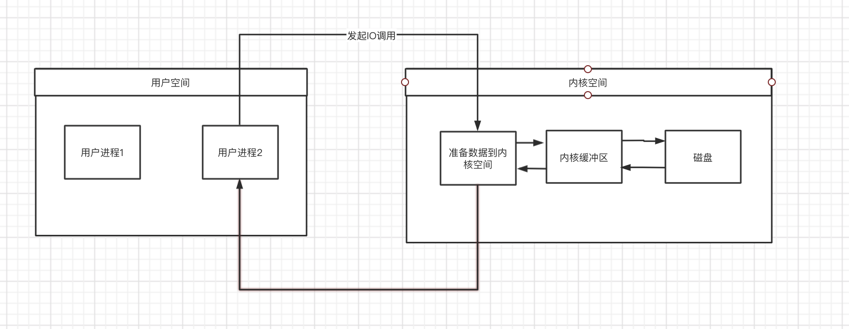 发起IO调用
用户空间
内核空间
用户进程1
用户进程2
准备数据到内
核空间
内核缓冲区
磁盘